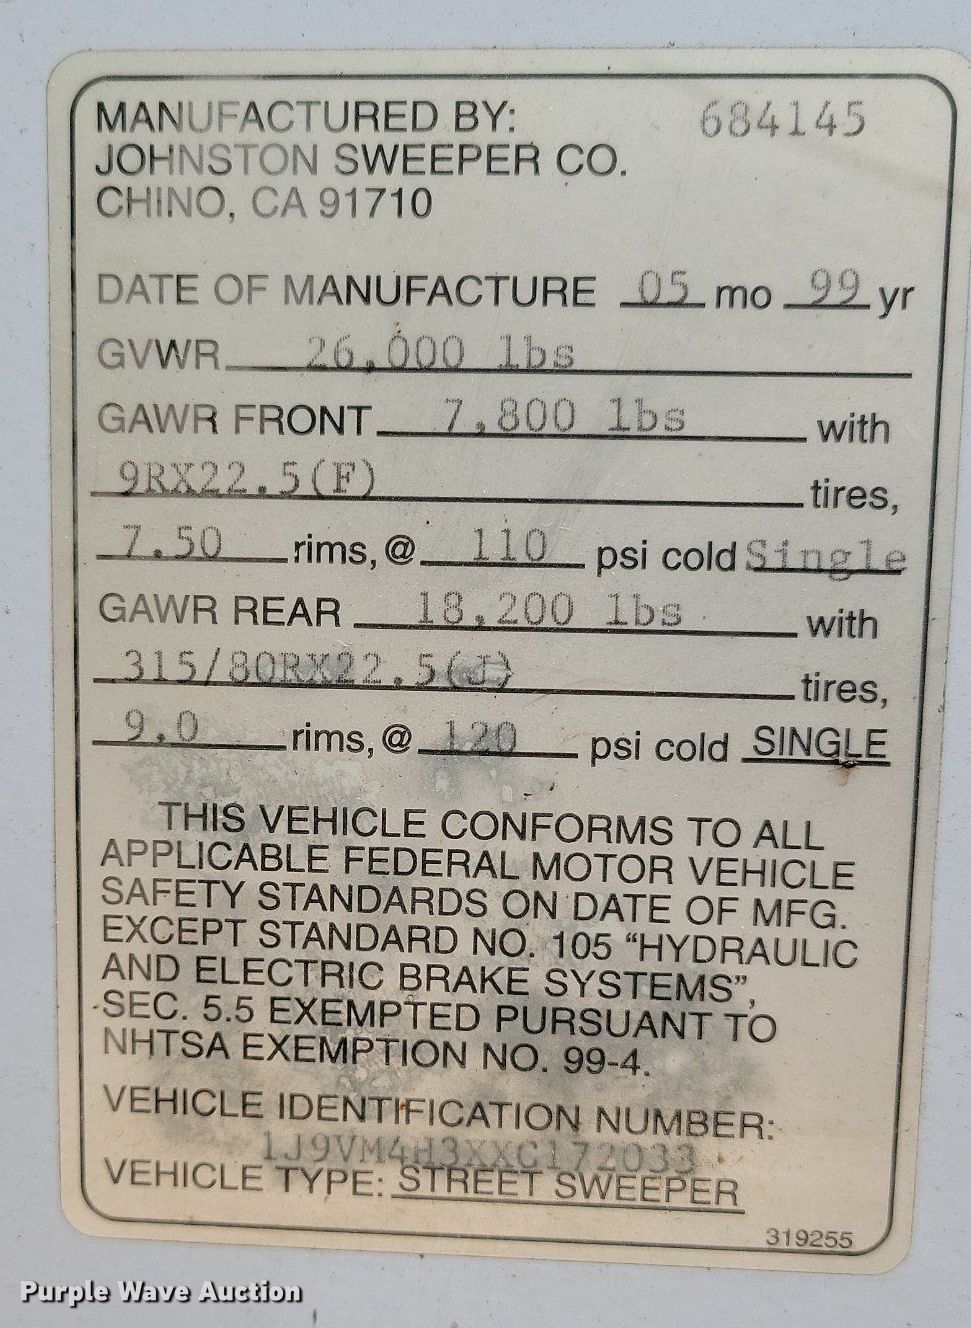 MANUFACTURED BY: 684145
JOHNSTON SWEEPER CO.
CHINO, CA 91710
DATE OF MANUFACTURE 05 mo 99 yr
GVWR 26,000 lbs
GAWR FRONT 7,800 lbs with
9RX22.5(F) tires,
7.50 rims, @ 110 psi cold Single
GAWR REAR 18,200 lbs with
315/80RX22.5(J) tires,
9.0 rims, @ 120 psi cold SINGLE
THIS VEHICLE CONFORMS TO ALL
APPLICABLE FEDERAL MOTOR VEHICLE
SAFETY STANDARDS ON DATE OF MFG.
EXCEPT STANDARD NO. 105 "HYDRAULIC
AND ELECTRIC BRAKE SYSTEMS",
SEC. 5.5 EXEMPTED PURSUANT TO
NHTSA EXEMPTION NO. 99-4.
VEHICLE IDENTIFICATION NUMBER:
1J9VM4H3XXC172033
VEHICLE TYPE: STREET SWEEPER
319255
Purple Wave Auction